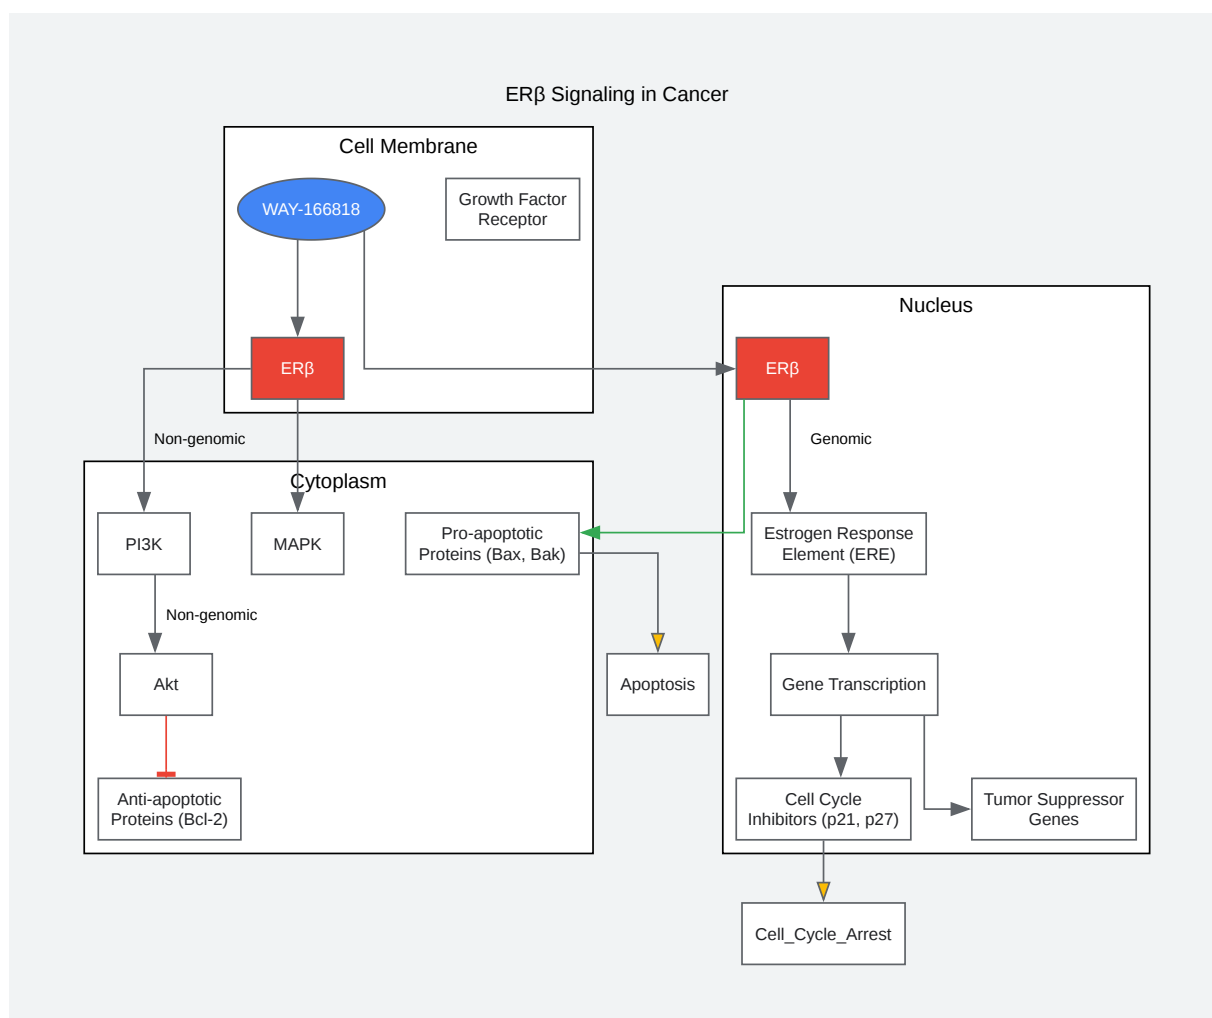 ERβ Signaling in Cancer
Cell Membrane
WAY-166818
Growth Factor
Receptor
ERβ
Nucleus
ERβ
Non-genomic
Genomic
Cytoplasm
PI3K
MAPK
Pro-apoptotic
Proteins (Bax, Bak)
Estrogen Response
Element (ERE)
Non-genomic
Akt
Apoptosis
Gene Transcription
Anti-apoptotic
Proteins (Bcl-2)
Cell Cycle
Inhibitors (p21, p27)
Tumor Suppressor
Genes
Cell_Cycle_Arrest